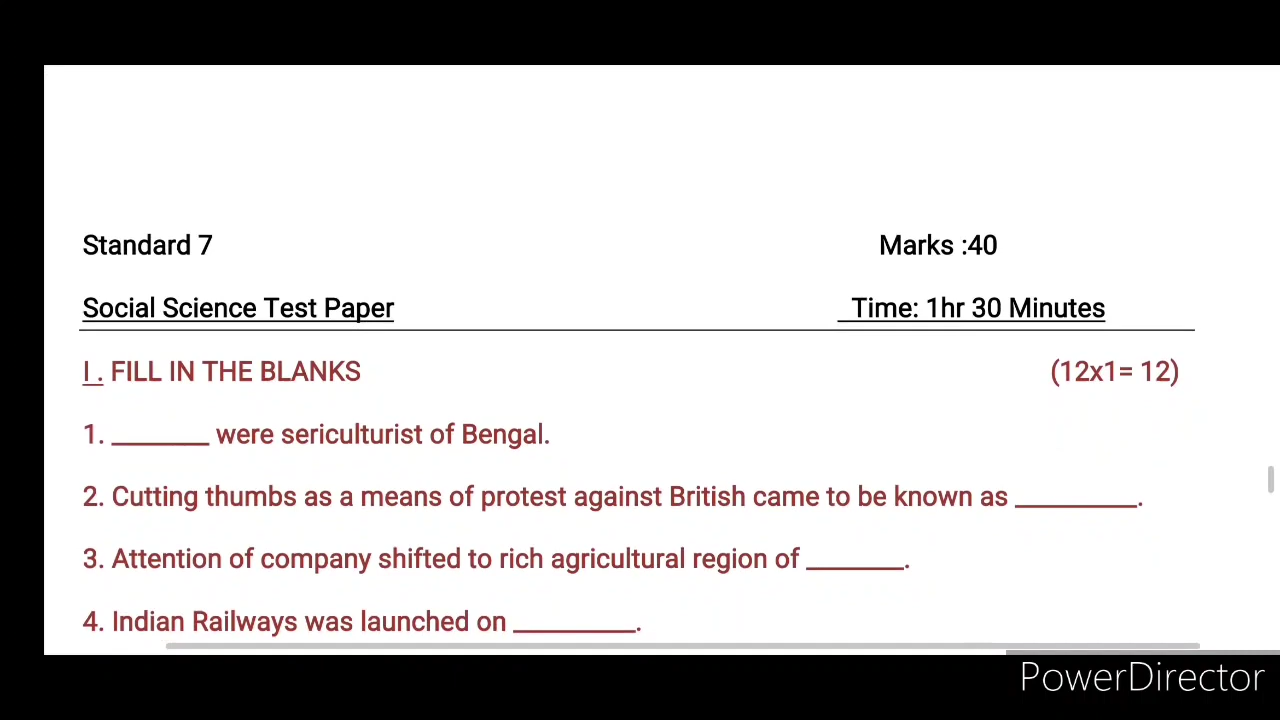 Standard 7 Marks :40
Social Science Test Paper Time: 1hr 30 Minutes
I . FILL IN THE BLANKS (12x1= 12)
1. ________ were sericulturist of Bengal.
2. Cutting thumbs as a means of protest against British came to be known as __________.
3. Attention of company shifted to rich agricultural region of ________.
4. Indian Railways was launched on __________.
PowerDirector